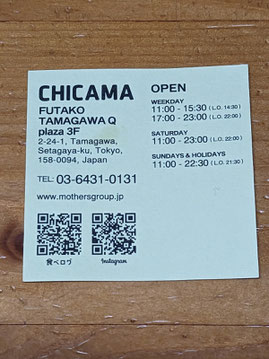 CHICAMA
FUTAKO
TAMAGAWA Q
plaza 3F
2-24-1, Tamagawa,
Setagaya-ku, Tokyo,
158-0094, Japan
TEL: 03-6431-0131
www.mothersgroup.jp
食べログ
Instagram
OPEN
WEEKDAY
11:00 - 15:30 (L.O. 14:30)
17:00 - 23:00 (L.O. 22:00)
SATURDAY
11:00 - 23:00 (L.O. 22:00)
SUNDAYS & HOLIDAYS
11:00 - 22:30 (L.O. 21:30)